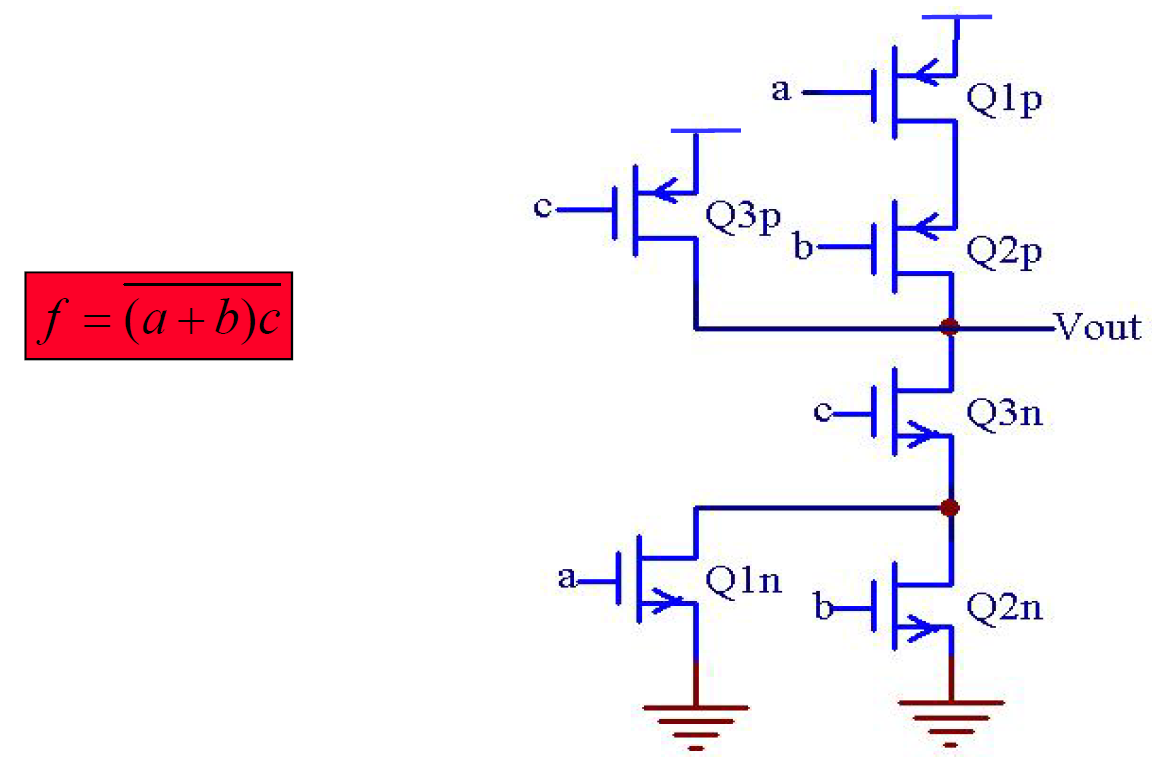 a
Q1p
c
Q3p
b
Q2p
f = \overline{(a + b)c}
Vout
c
Q3n
a
Q1n
b
Q2n